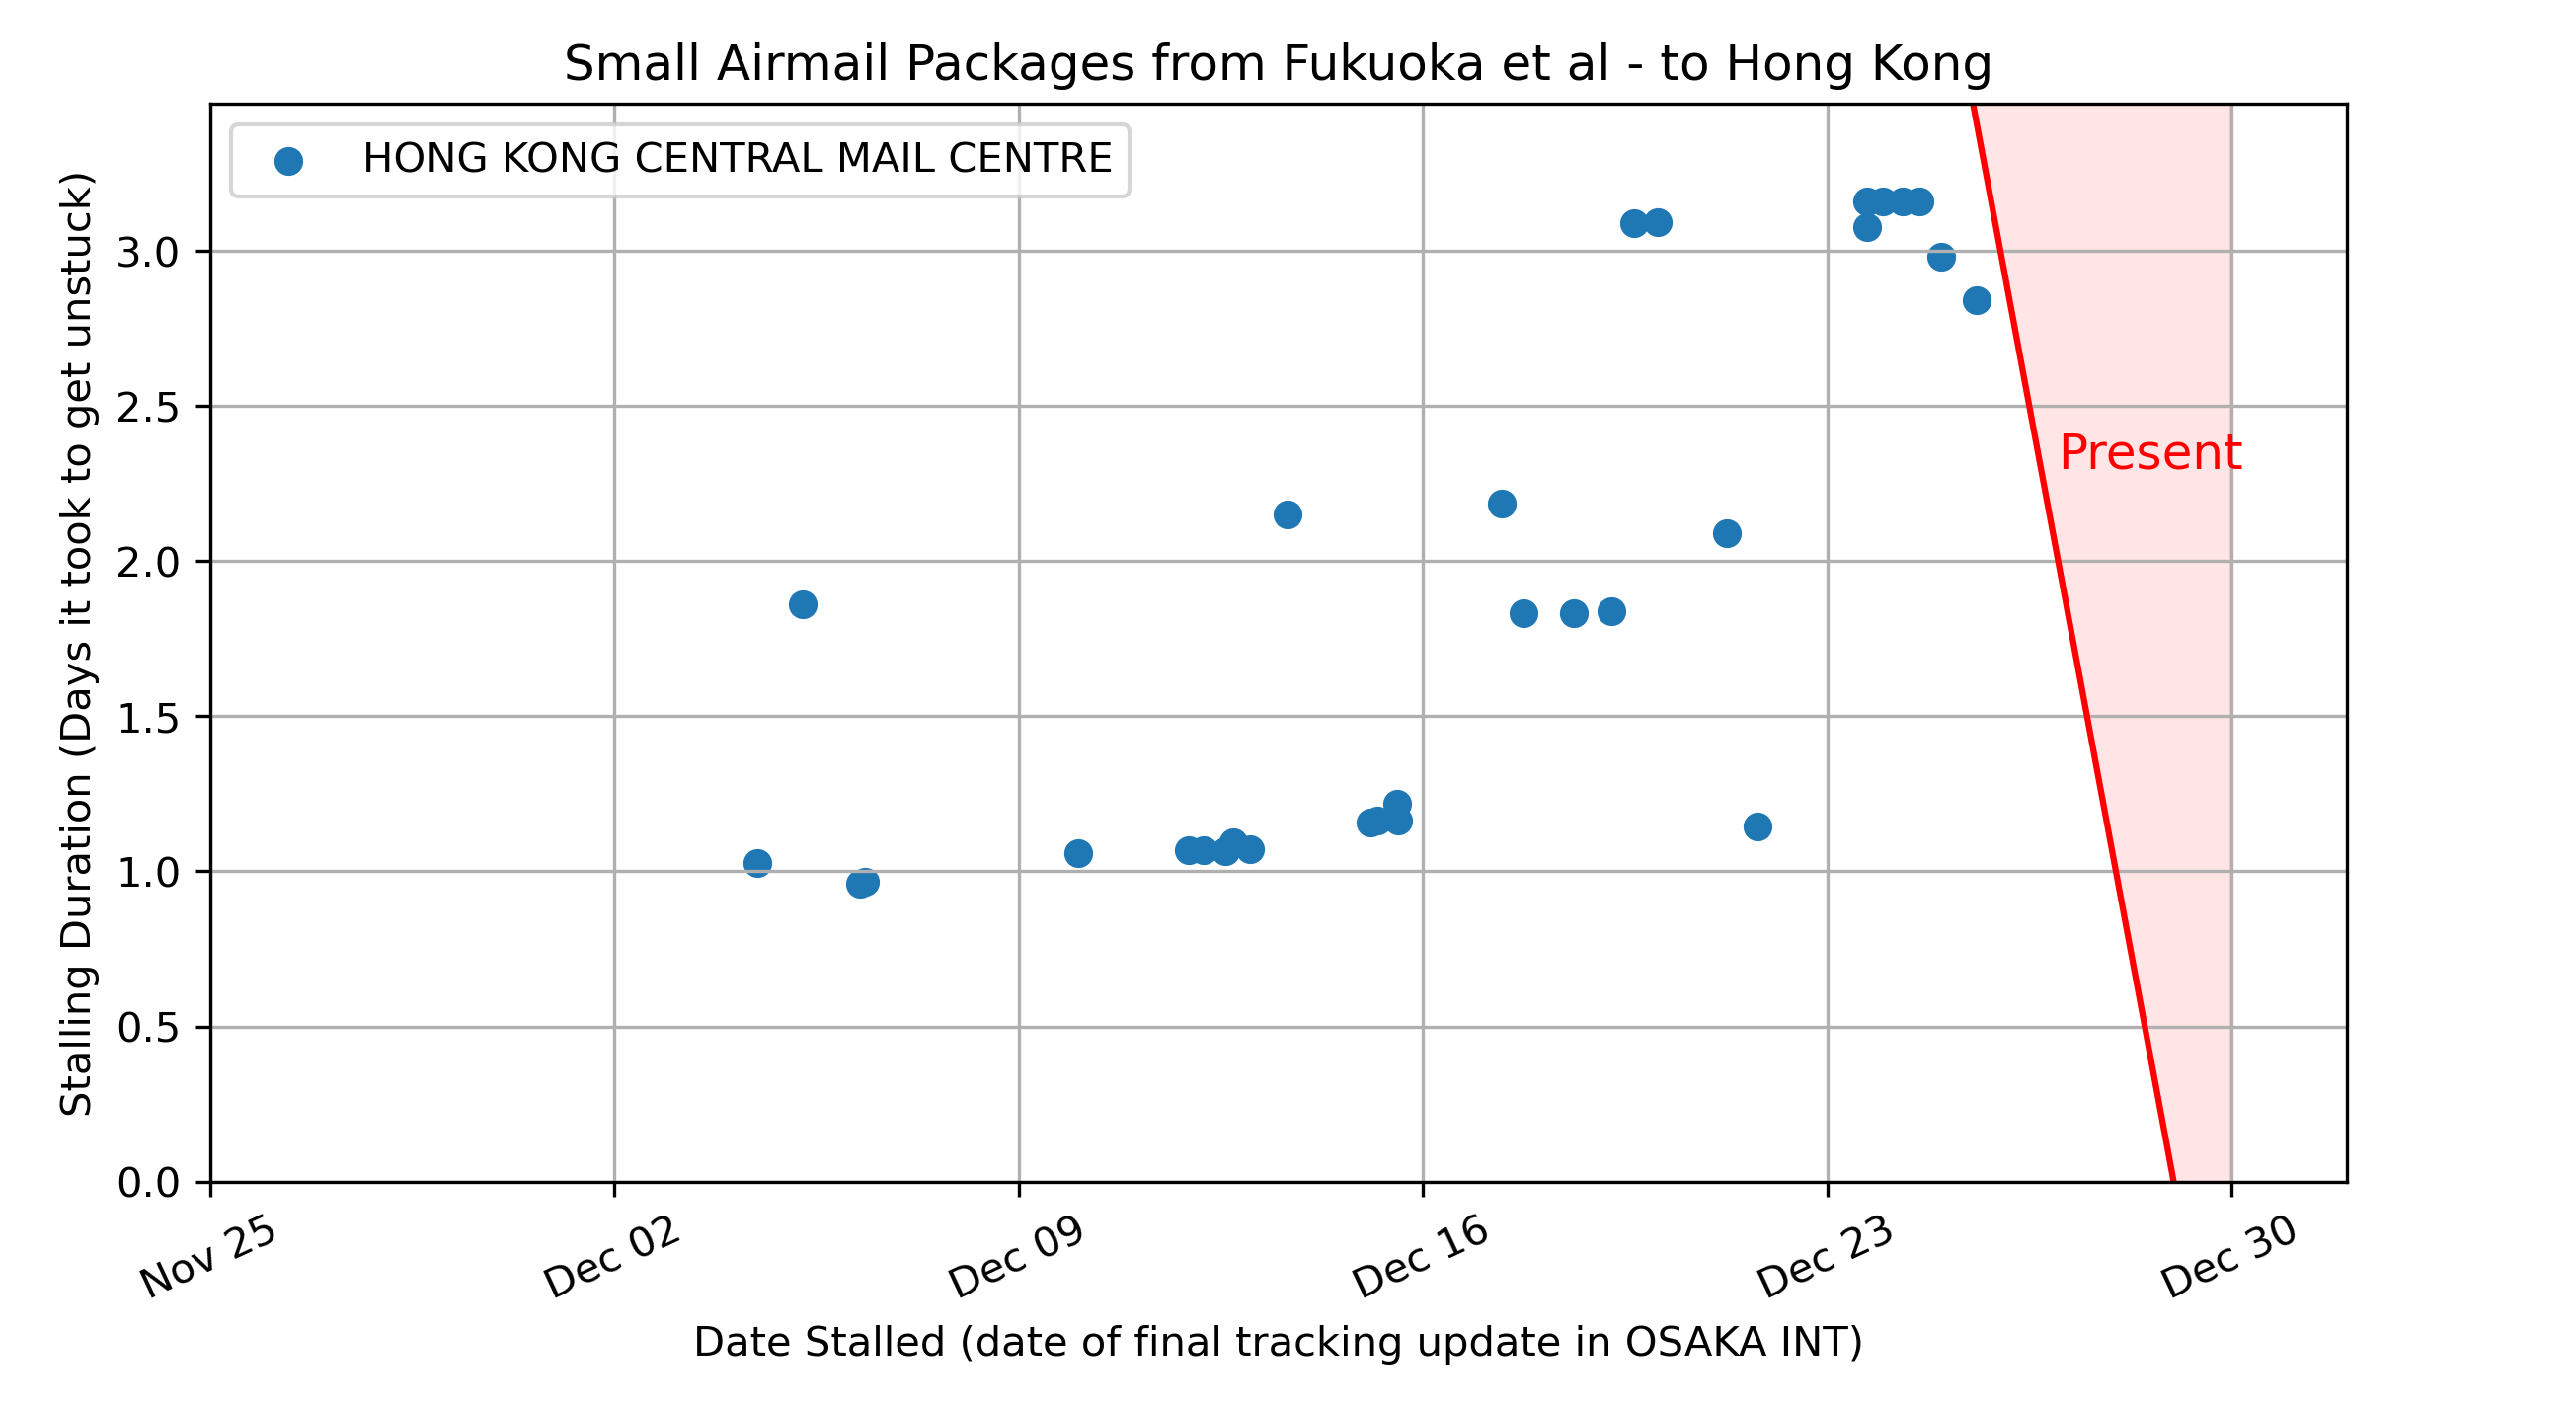 Small Airmail Packages from Fukuoka et al - to Hong Kong
HONG KONG CENTRAL MAIL CENTRE
Stalling Duration (Days it took to get unstuck)
3.0
2.5
2.0
1.5
1.0
0.5
0.0
Present
Nov 25
Dec 02
Dec 09
Dec 16
Dec 23
Dec 30
Date Stalled (date of final tracking update in OSAKA INT)